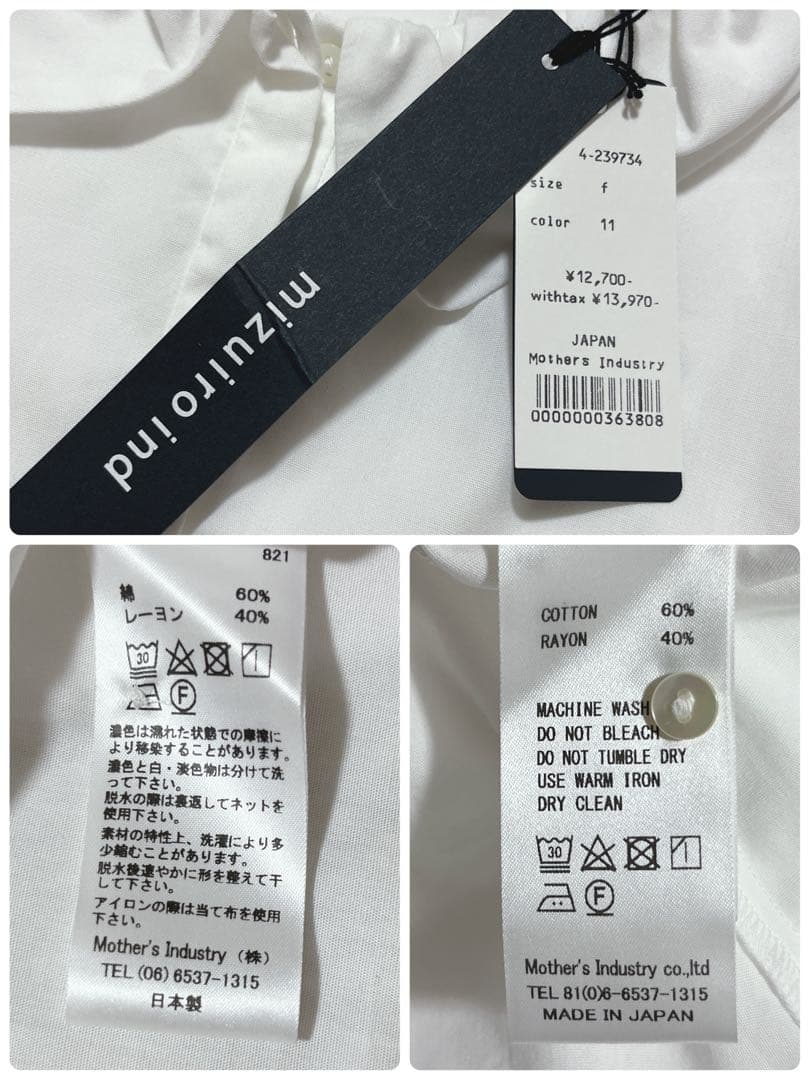 mizuiro ind
4-239734
size f
color 11
¥12,700-
withtax ¥13,970-
JAPAN
Mothers Industry
0000000363808
821
綿 60%
レーヨン 40%
30
F
濃色は濡れた状態での摩擦に
より移染することがあります。
濃色と白・淡色物は分けて洗
って下さい。
脱水の際は裏返してネットを
使用下さい。
素材の特性上、洗濯により多
少縮むことがあります。
脱水後速やかに形を整えて干
して下さい。
アイロンの際は当て布を使用
下さい。
Mother's Industry (株)
TEL (06) 6537-1315
日本製
COTTON 60%
RAYON 40%
MACHINE WASH
DO NOT BLEACH
DO NOT TUMBLE DRY
USE WARM IRON
DRY CLEAN
30
F
Mother's Industry co.,ltd
TEL 81(0)6-6537-1315
MADE IN JAPAN